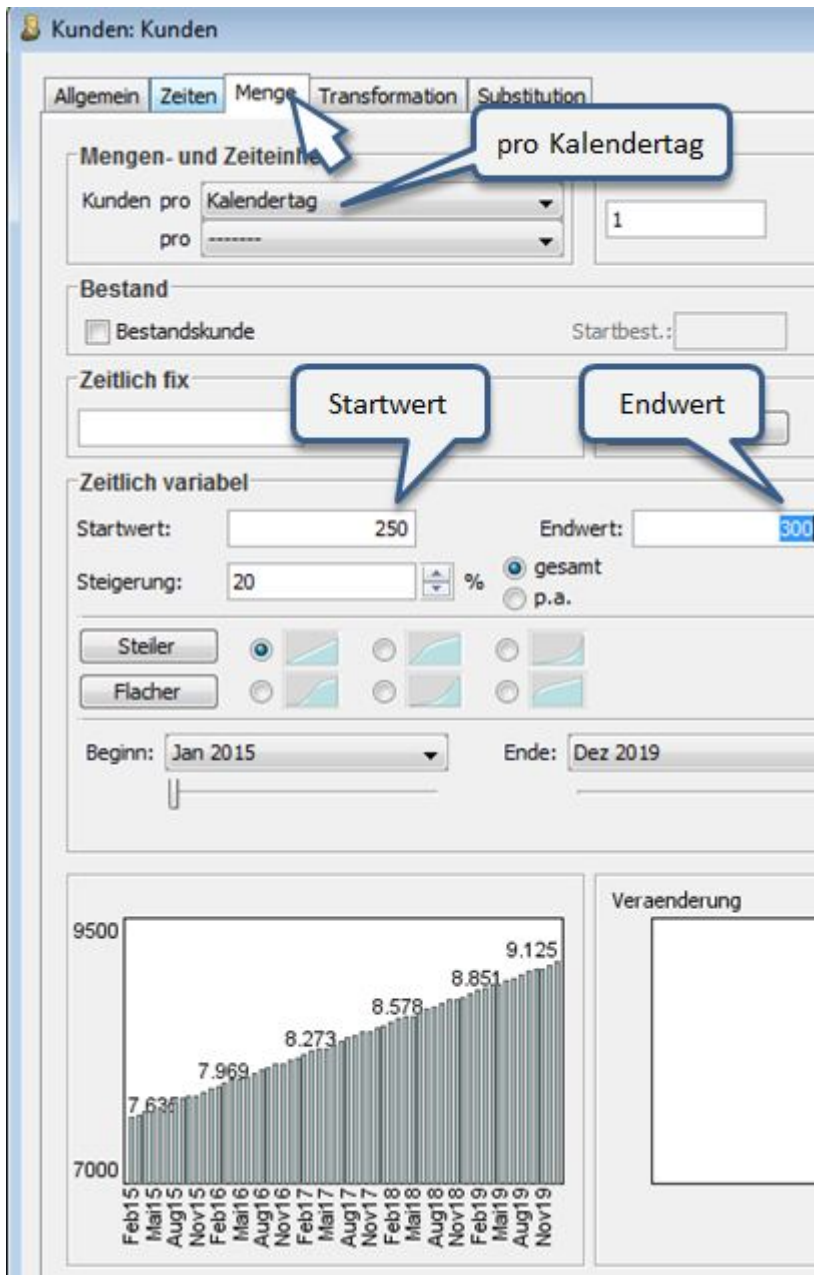 Kunden: Kunden
Allgemein Zeiten Menge Transformation Substitution
pro Kalendertag
Mengen- und Zeiteinhe
Kunden pro Kalendertag
1
pro -------
Bestand
Bestandskunde Startbest.:
Zeitlich fix
Startwert Endwert
Zeitlich variabel
Startwert: 250 Endwert: 300
Steigerung: 20 % gesamt
p.a.
Steiler
Flacher
Beginn: Jan 2015 Ende: Dez 2019
Veraenderung
9500
9.125
8.851
8.578
8.273
7.969
7.635
7000
Feb15 Mai15 Aug15 Nov15 Feb16 Mai16 Aug16 Nov16 Feb17 Mai17 Aug17 Nov17 Feb18 Mai18 Aug18 Nov18 Feb19 Mai19 Aug19 Nov19